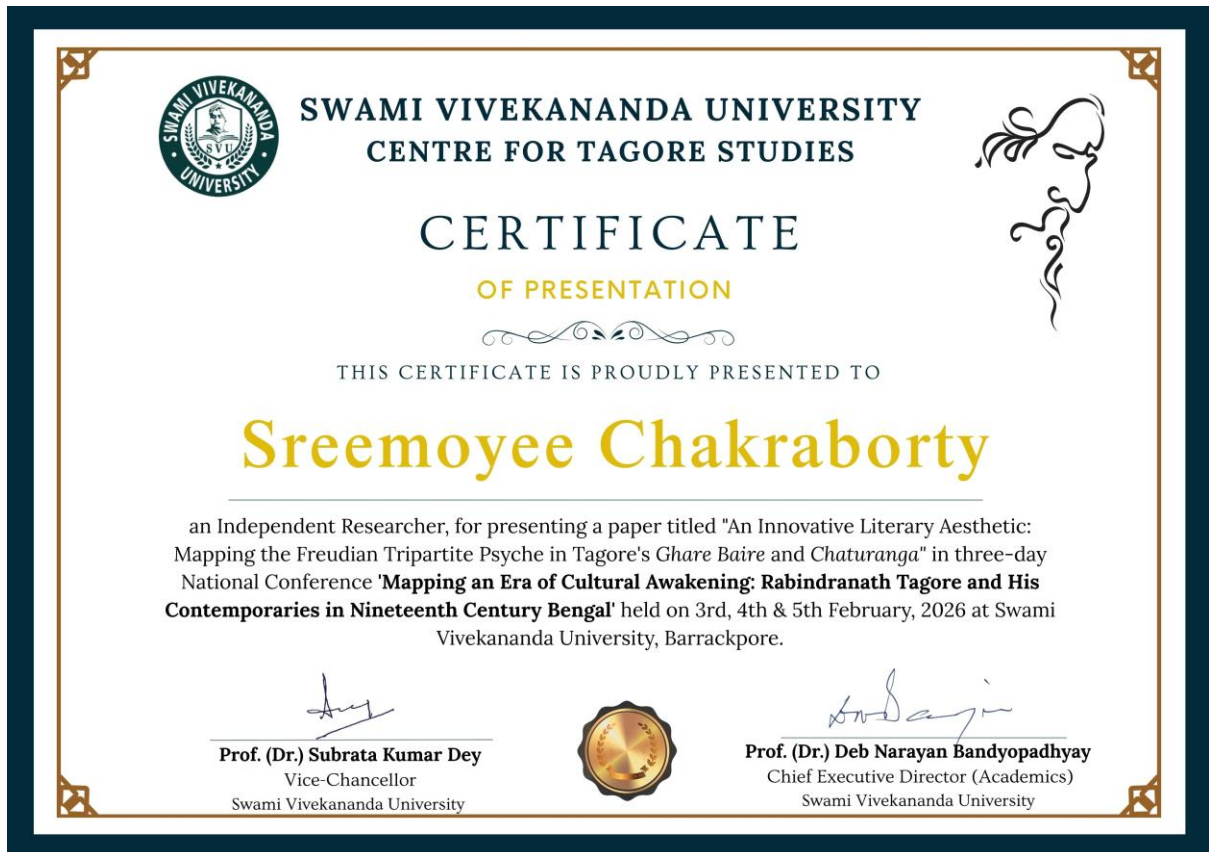 SWAMI VIVEKANANDA UNIVERSITY
CENTRE FOR TAGORE STUDIES
SWAMI VIVEKANANDA
SVU
UNIVERSITY
CERTIFICATE
OF PRESENTATION
THIS CERTIFICATE IS PROUDLY PRESENTED TO
Sreemoyee Chakraborty
an Independent Researcher, for presenting a paper titled "An Innovative Literary Aesthetic:
Mapping the Freudian Tripartite Psyche in Tagore's Ghare Baire and Chaturanga" in three-day
National Conference 'Mapping an Era of Cultural Awakening: Rabindranath Tagore and His
Contemporaries in Nineteenth Century Bengal' held on 3rd, 4th & 5th February, 2026 at Swami
Vivekananda University, Barrackpore.
Prof. (Dr.) Subrata Kumar Dey
Vice-Chancellor
Swami Vivekananda University
Prof. (Dr.) Deb Narayan Bandyopadhyay
Chief Executive Director (Academics)
Swami Vivekananda University